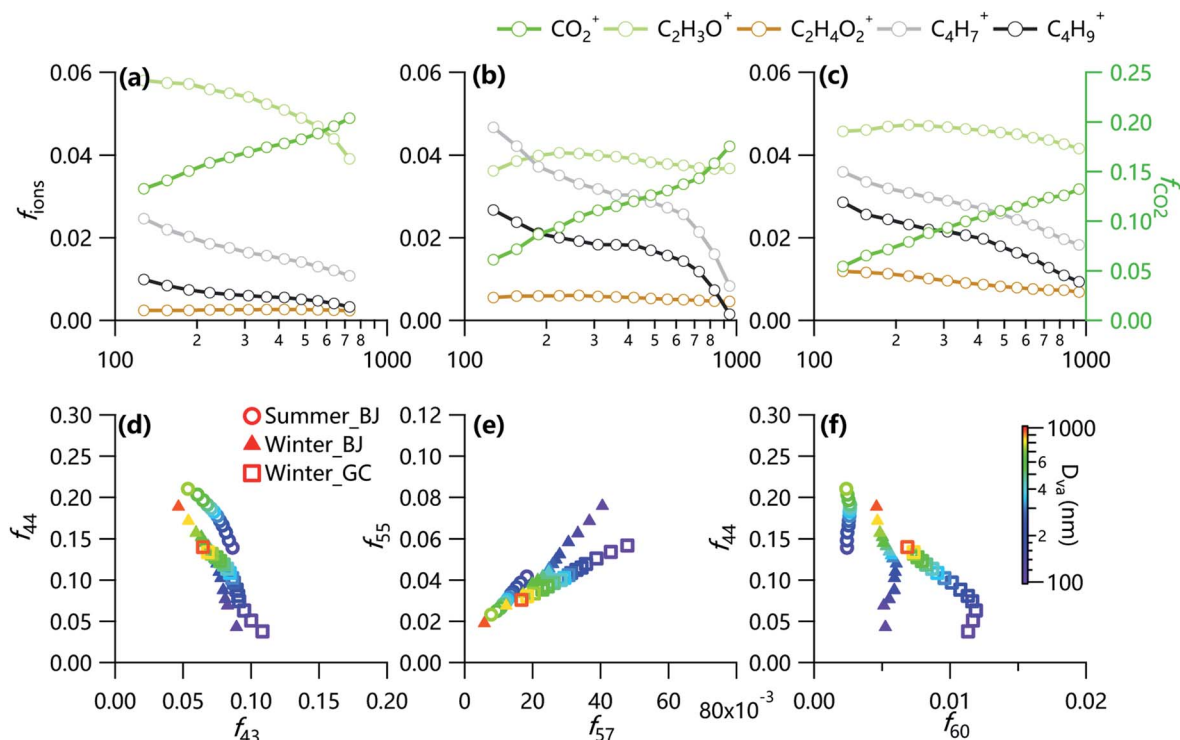 CO₂⁺ C₂H₃O⁺ C₂H₄O₂⁺ C₄H₇⁺ C₄H₉⁺
(a) (b) (c)
0.06 0.06 0.06 0.25
0.20
0.04 0.04 0.04
0.15
f_ions f_CO2
0.10
0.02 0.02 0.02
0.05
0.00 0.00 0.00 0.00
2 3 4 5 6 7 8 2 3 4 5 6 7 8 2 3 4 5 6 7 8
100 100 1000 100 1000
(d) (e) (f)
0.30 0.12 0.30
Summer_BJ
Winter_BJ
Winter_GC
0.25 0.10 0.25
0.20 0.08 0.20
f₄₄ 0.15 f₅₅ 0.06 f₄₄ 0.15
0.10 0.04 0.10
0.05 0.02 0.05
0.00 0.00 0.00
1000
6
4
2
100
D_va (nm)
0.00 0.05 0.10 0.15 0.20 0 20 40 60 80x10⁻³ 0.00 0.01 0.02
f₄₃ f₅₇ f₆₀